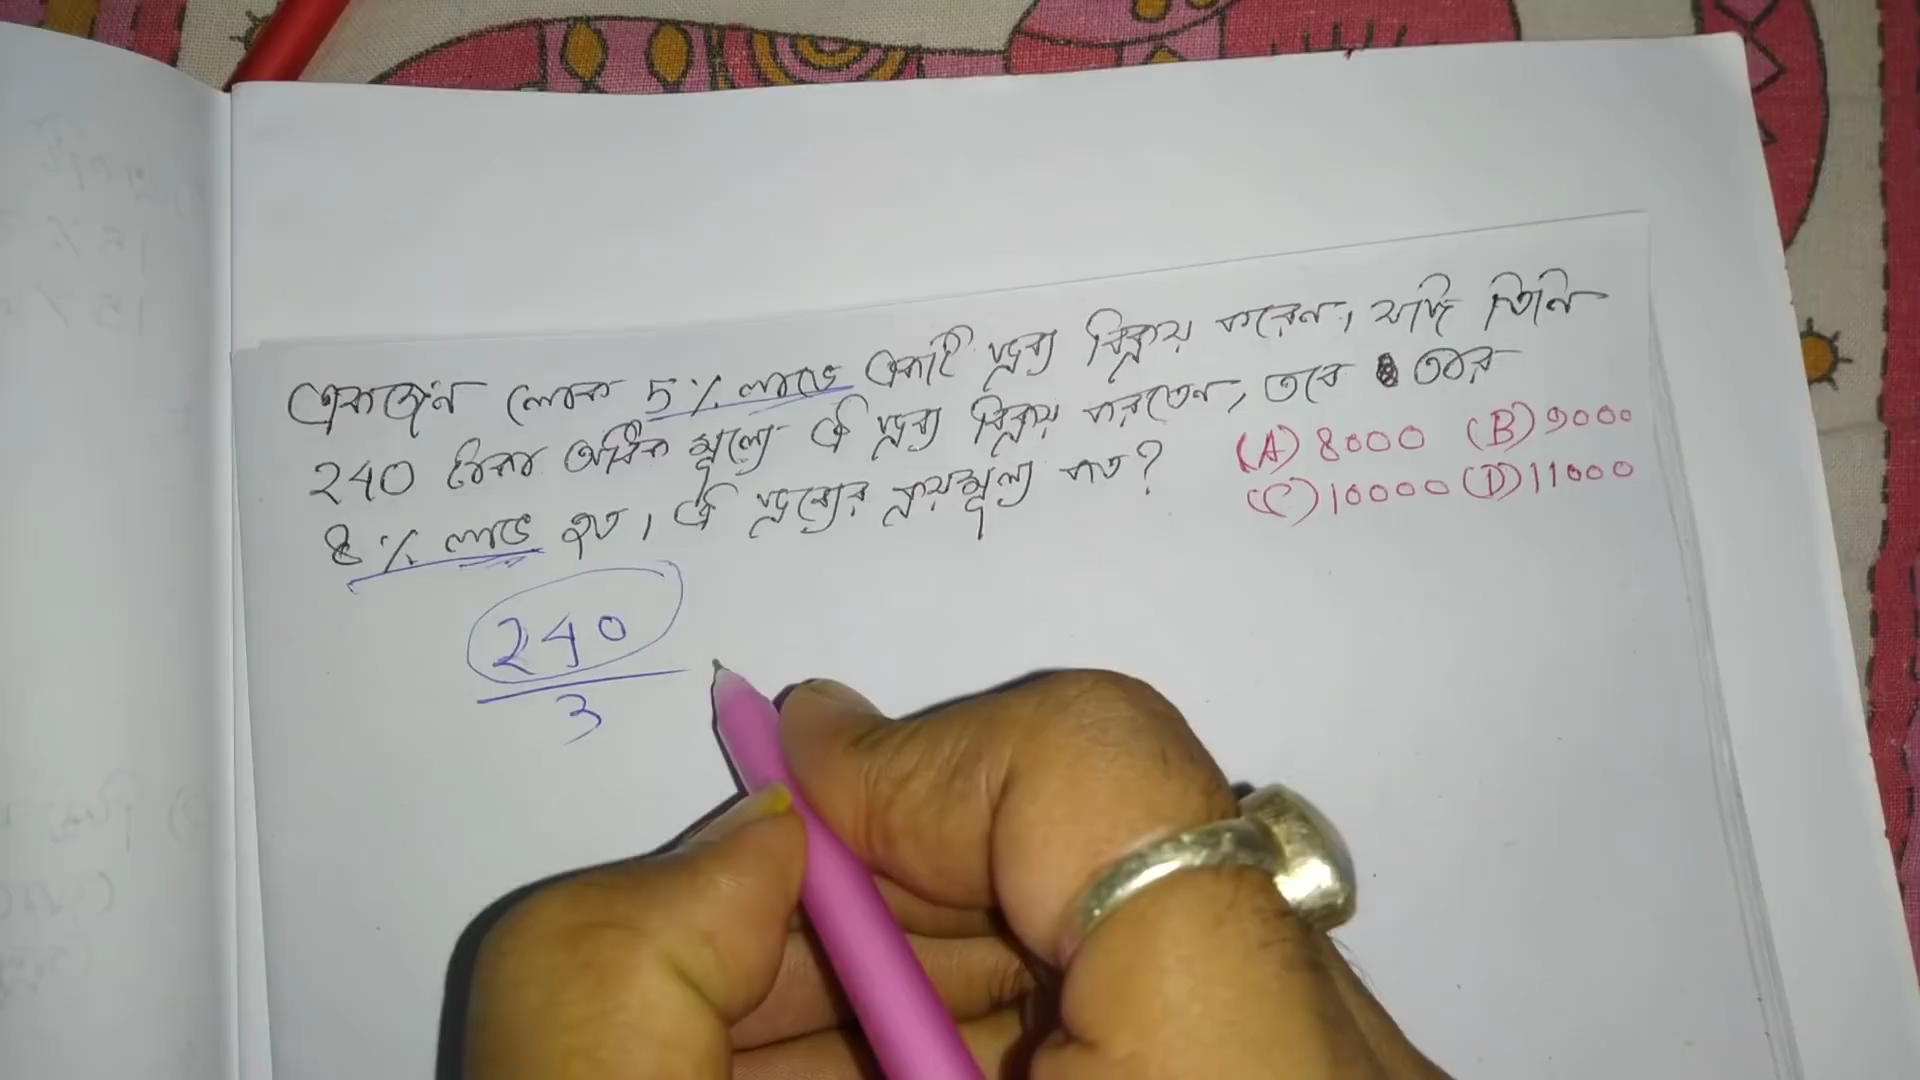 একজন লোক 5% লাভে একটি দ্রব্য বিক্রয় করেন, যদি তিনি
240 টাকা অধিক মূল্যে ঐ দ্রব্য বিক্রয় করতেন, তবে তার
8% লাভ হত, ঐ দ্রব্যের ক্রয়মূল্য কত?
(A) 8000 (B) 9000
(C) 10000 (D) 11000
240
3